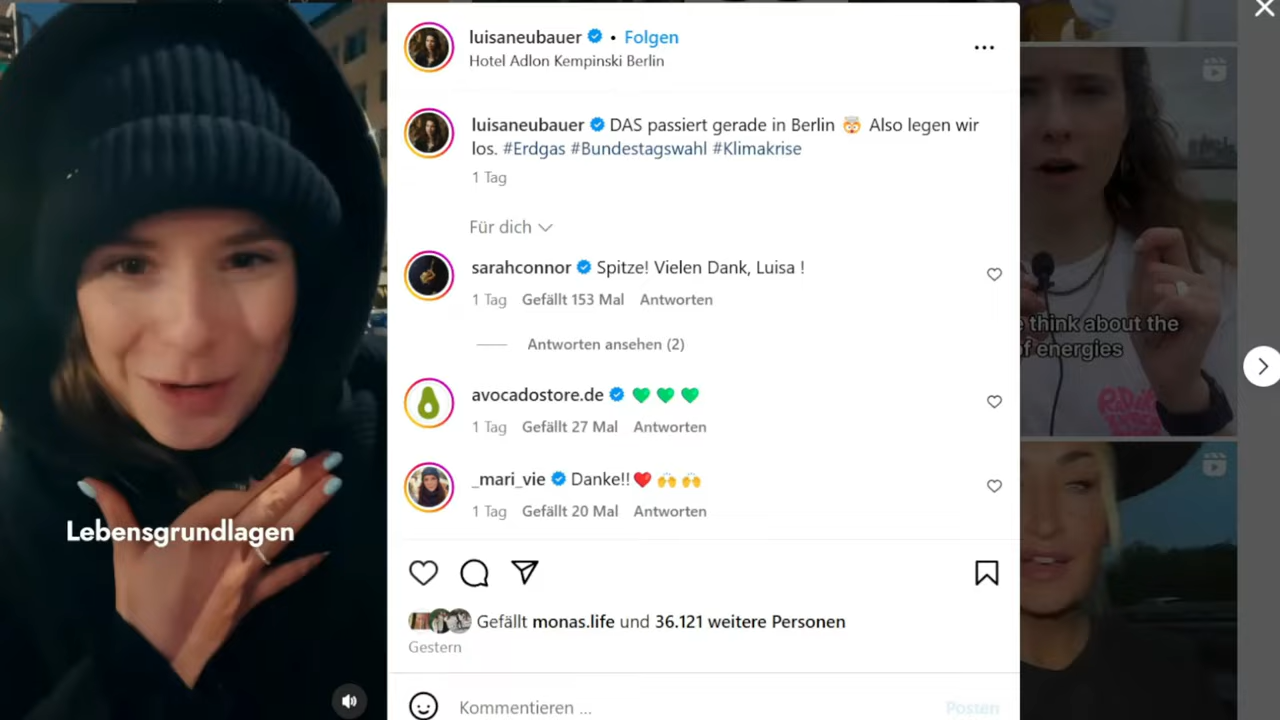 luisaneubauer • Folgen
Hotel Adlon Kempinski Berlin
luisaneubauer DAS passiert gerade in Berlin 🤯 Also legen wir
los. #Erdgas #Bundestagswahl #Klimakrise
1 Tag
Für dich
sarahconnor Spitze! Vielen Dank, Luisa !
1 Tag Gefällt 153 Mal Antworten
Antworten ansehen (2)
avocadostore.de 💚 💚 💚
1 Tag Gefällt 27 Mal Antworten
_mari_vie Danke!! ❤️ 🙌 🙌
1 Tag Gefällt 20 Mal Antworten
Gefällt monas.life und 36.121 weitere Personen
Gestern
Kommentieren ...
Posten
Lebensgrundlagen
think about the
of energies